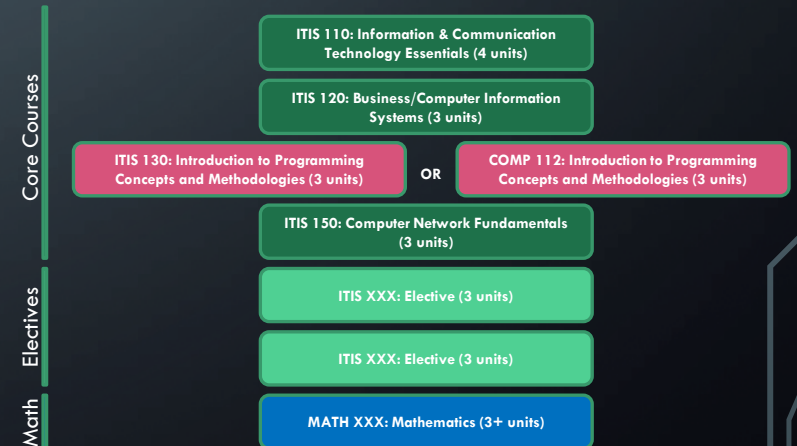 Core Courses
ITIS 110: Information & Communication
Technology Essentials (4 units)
ITIS 120: Business/Computer Information
Systems (3 units)
ITIS 130: Introduction to Programming
Concepts and Methodologies (3 units)
OR
COMP 112: Introduction to Programming
Concepts and Methodologies (3 units)
ITIS 150: Computer Network Fundamentals
(3 units)
Electives
ITIS XXX: Elective (3 units)
ITIS XXX: Elective (3 units)
Math
MATH XXX: Mathematics (3+ units)